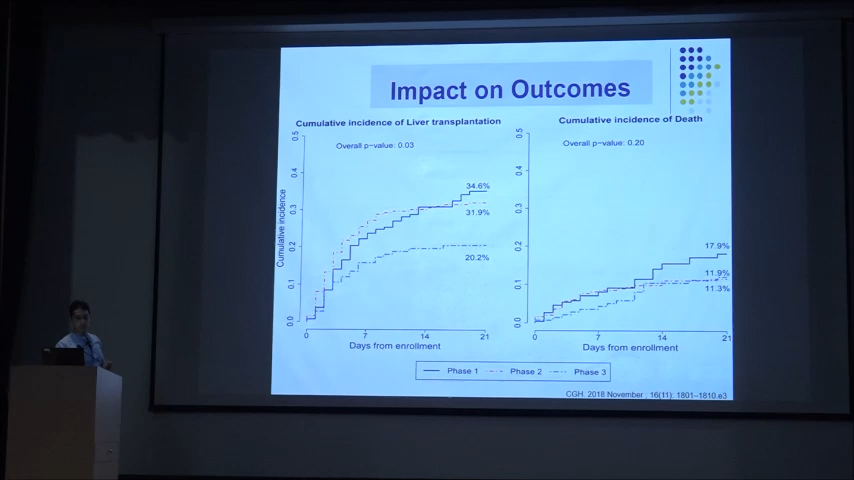 Impact on Outcomes
Cumulative incidence of Liver transplantation
Overall p-value: 0.03
Cumulative incidence
0.5
0.4
0.3
0.2
0.1
0.0
34.6%
31.9%
20.2%
0 7 14 21
Days from enrollment
Cumulative incidence of Death
Overall p-value: 0.20
0.5
0.4
0.3
0.2
0.1
0.0
17.9%
11.9%
11.3%
0 7 14 21
Days from enrollment
Phase 1 Phase 2 Phase 3
CGH. 2018 November ; 16(11): 1801–1810.e3